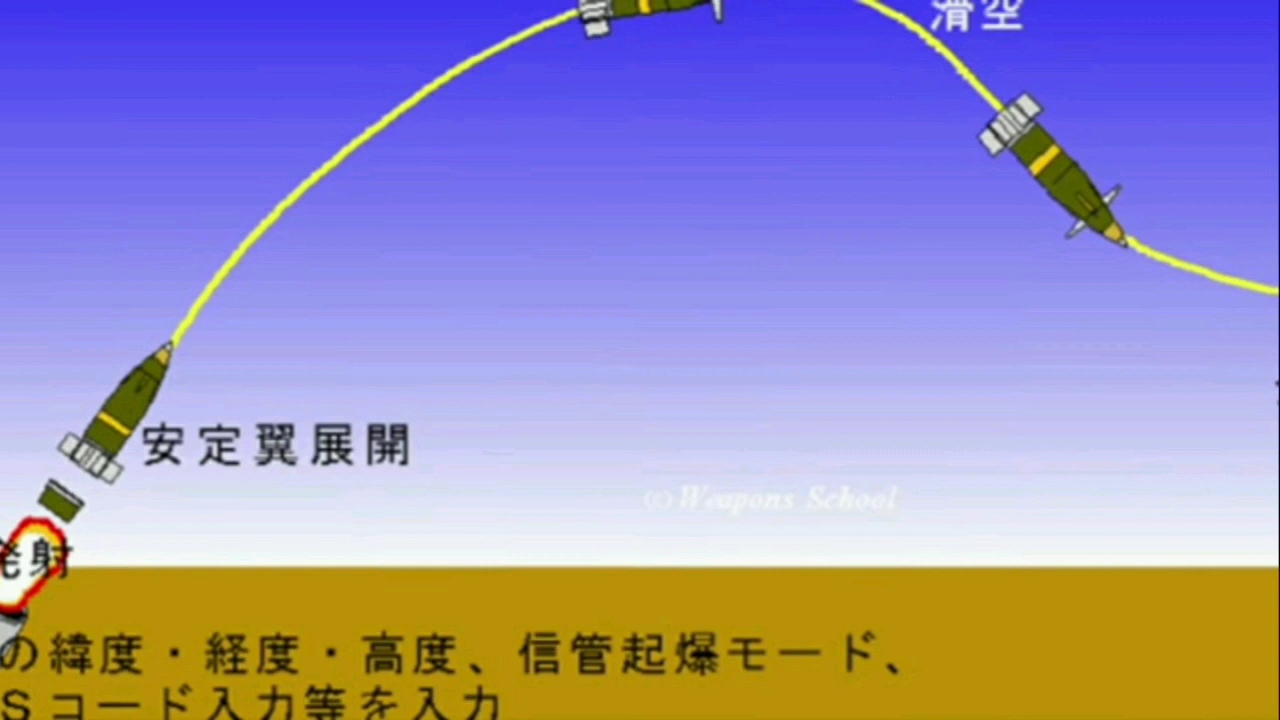 滑空
安定翼展開
(c) Weapons School
発射
の緯度・経度・高度、信管起爆モード、
Sコード入力等を入力